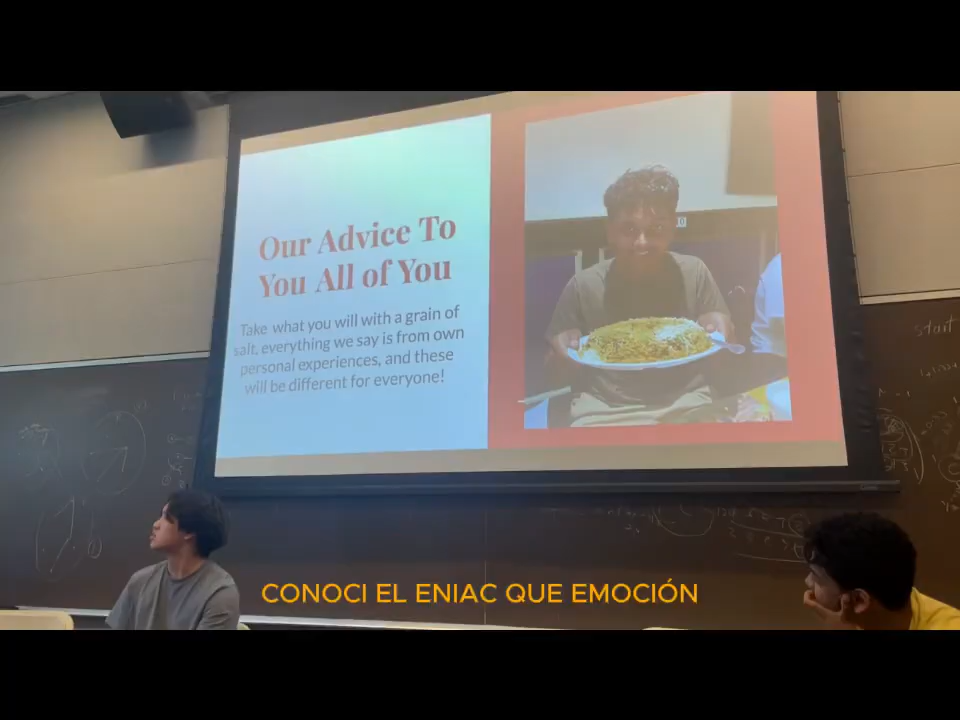 Our Advice To
You All of You
Take what you will with a grain of
salt, everything we say is from own
personal experiences, and these
will be different for everyone!
start
CONOCI EL ENIAC QUE EMOCIÓN